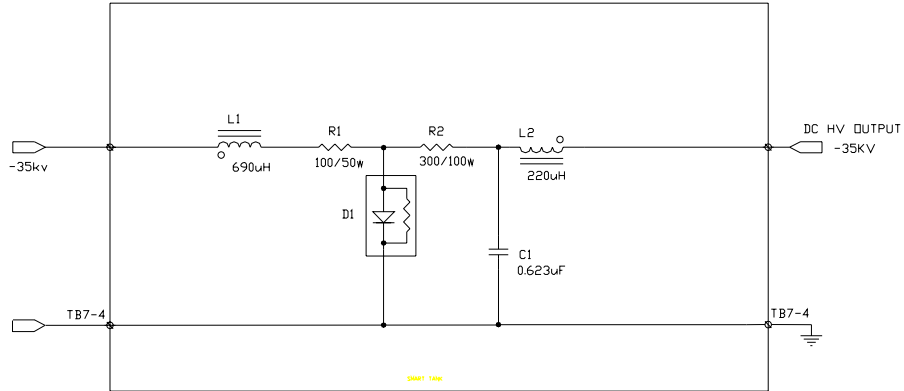 L1
R1
R2
L2
DC HV OUTPUT
-35kv
690uH
100/50w
300/100w
220uH
-35KV
D1
C1
0.623uF
TB7-4
TB7-4